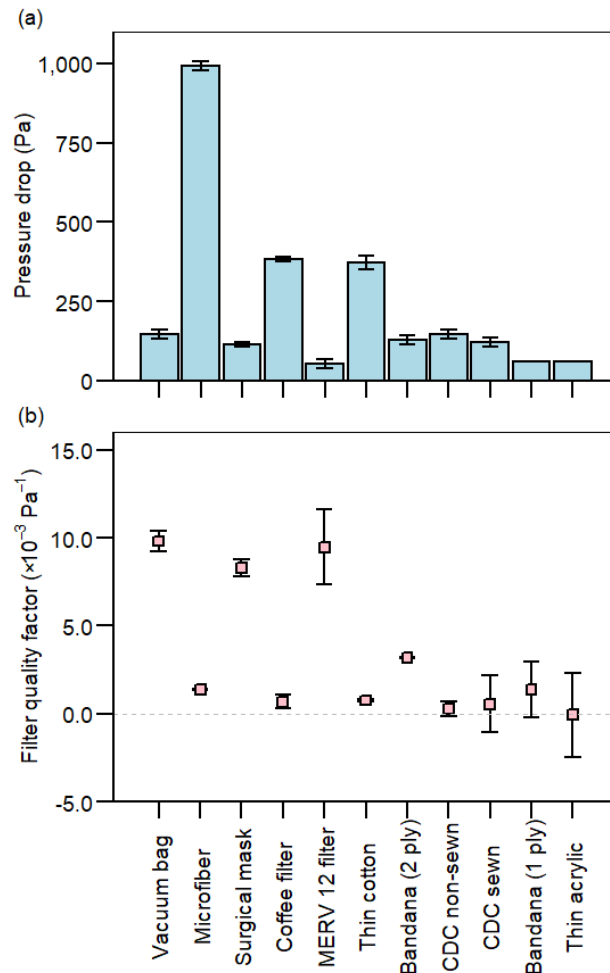 (a)
Pressure drop (Pa)
1,000
750
500
250
0
(b)
Filter quality factor (×10⁻³ Pa⁻¹)
15.0
10.0
5.0
0.0
-5.0
Vacuum bag
Microfiber
Surgical mask
Coffee filter
MERV 12 filter
Thin cotton
Bandana (2 ply)
CDC non-sewn
CDC sewn
Bandana (1 ply)
Thin acrylic